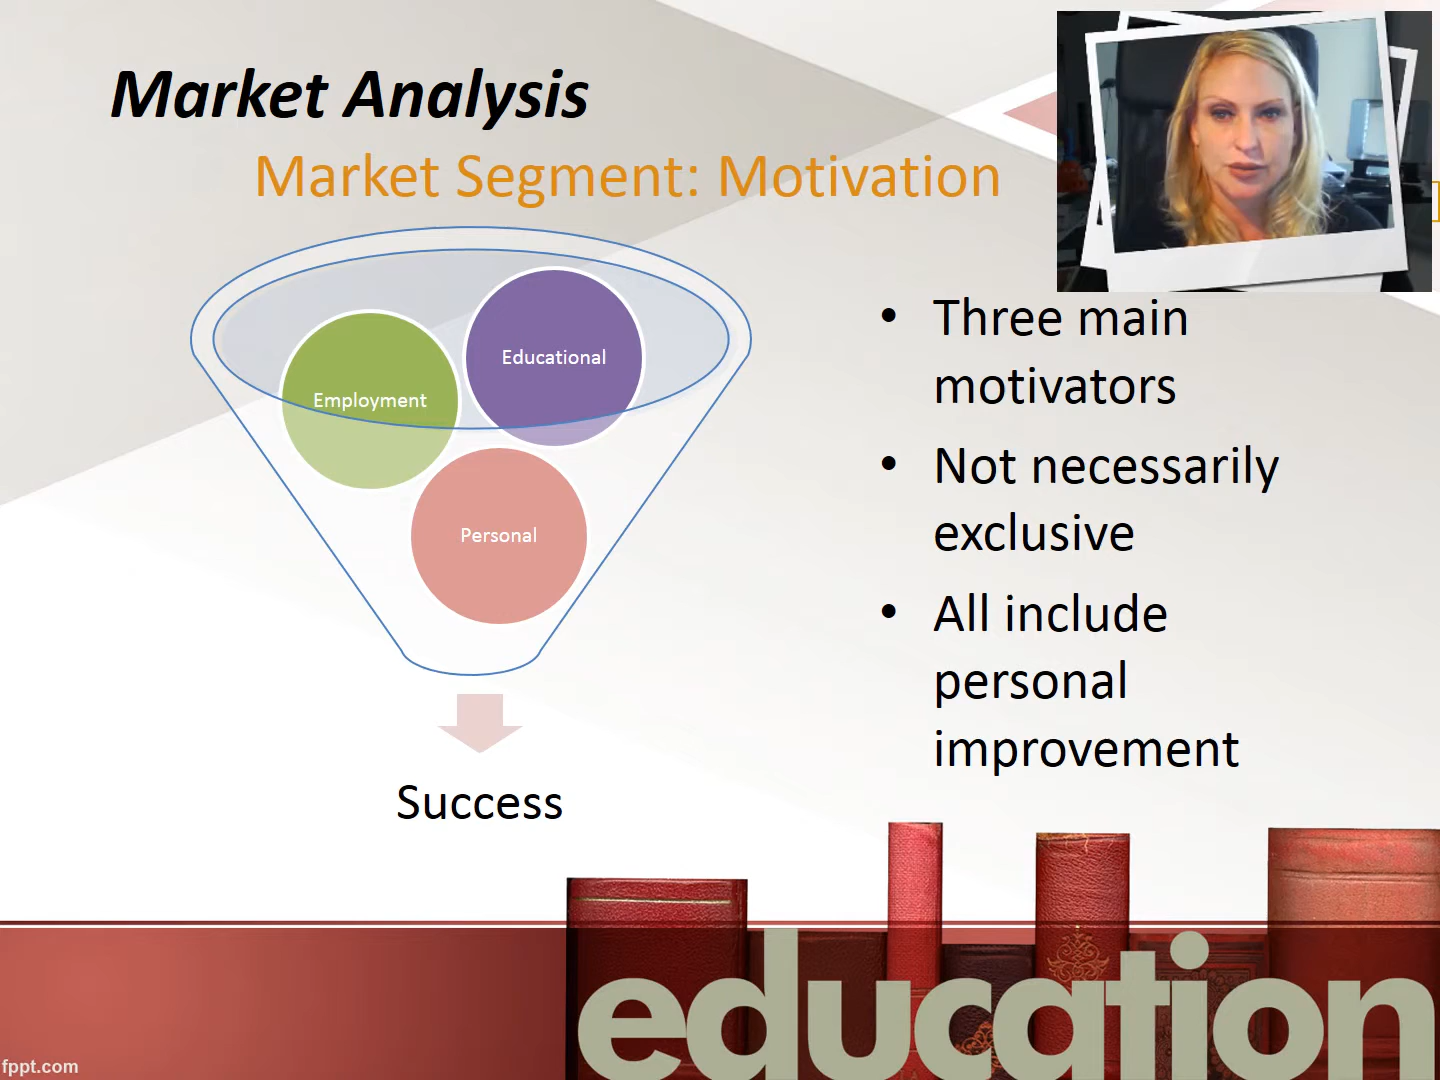 Market Analysis
Market Segment: Motivation
Educational
Employment
Personal
Success
• Three main
motivators
• Not necessarily
exclusive
• All include
personal
improvement
education
fppt.com